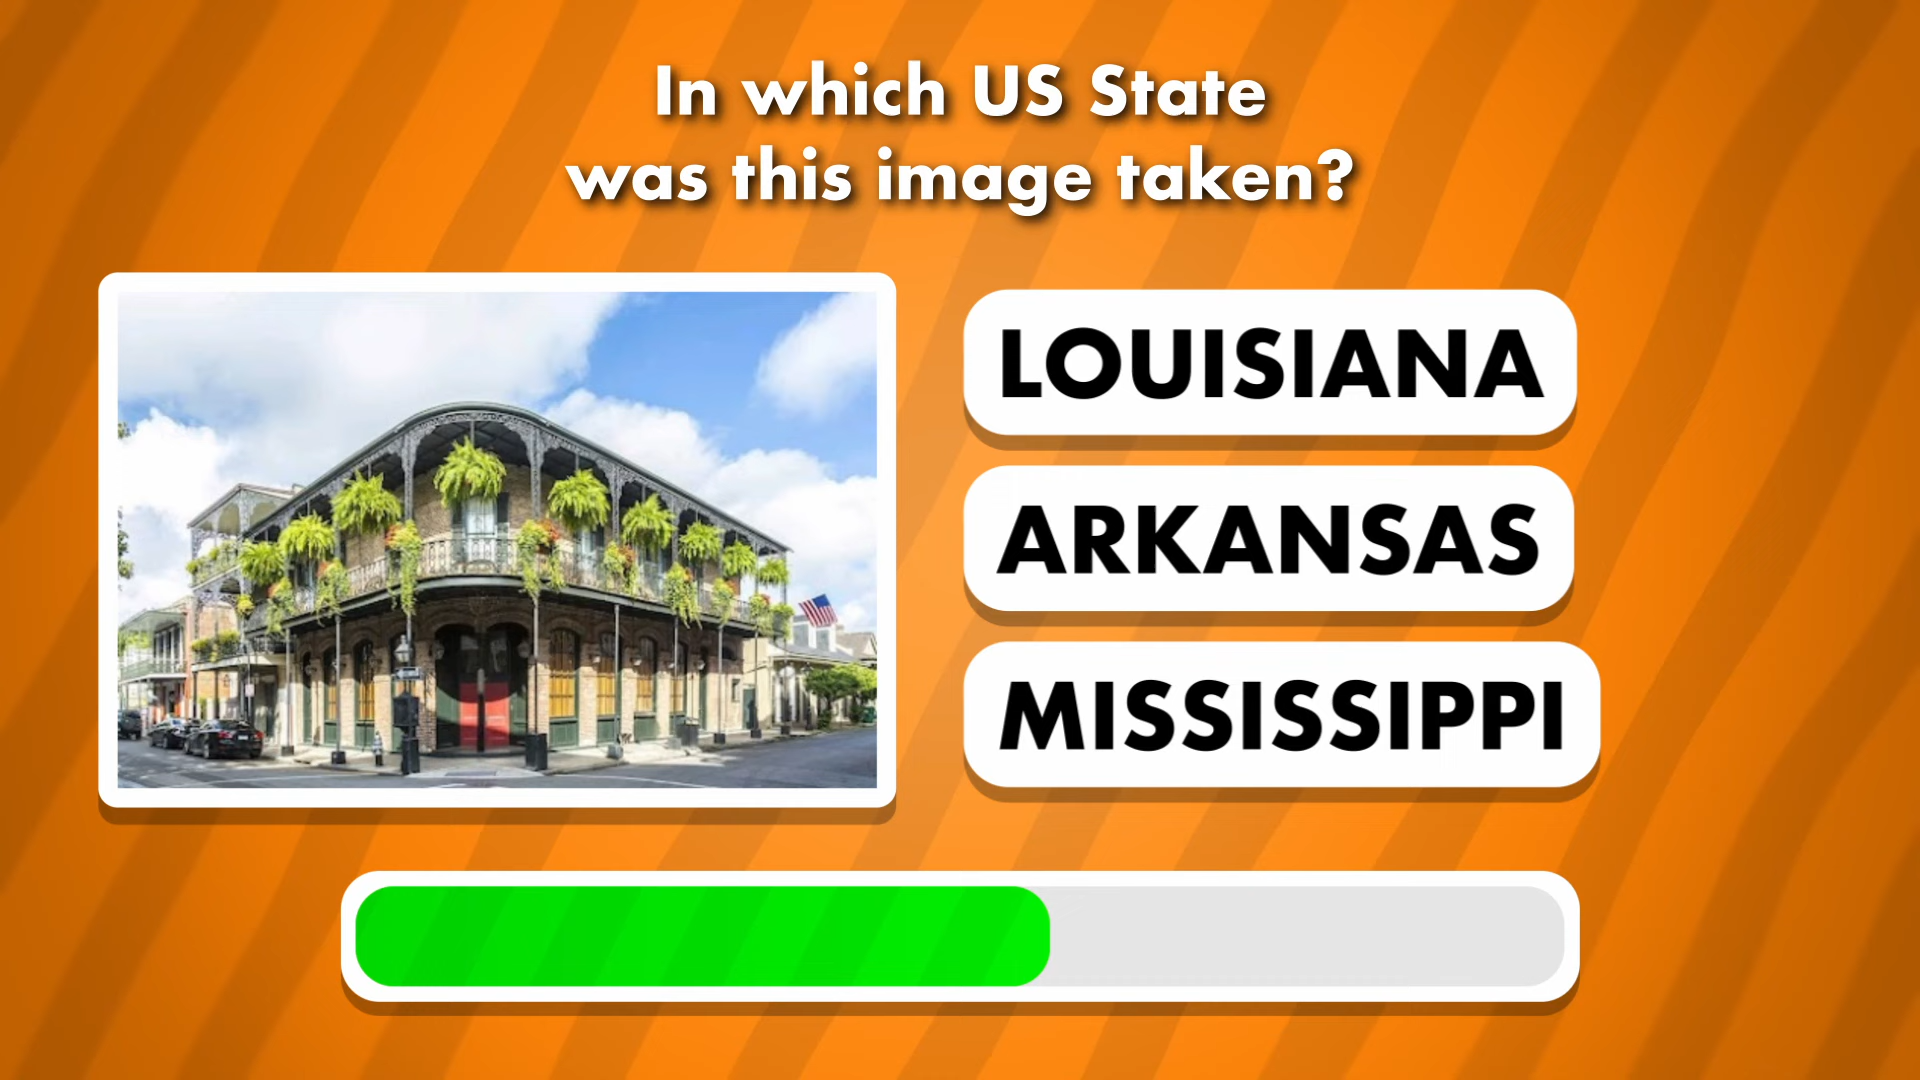 In which US State
was this image taken?
LOUISIANA
ARKANSAS
MISSISSIPPI